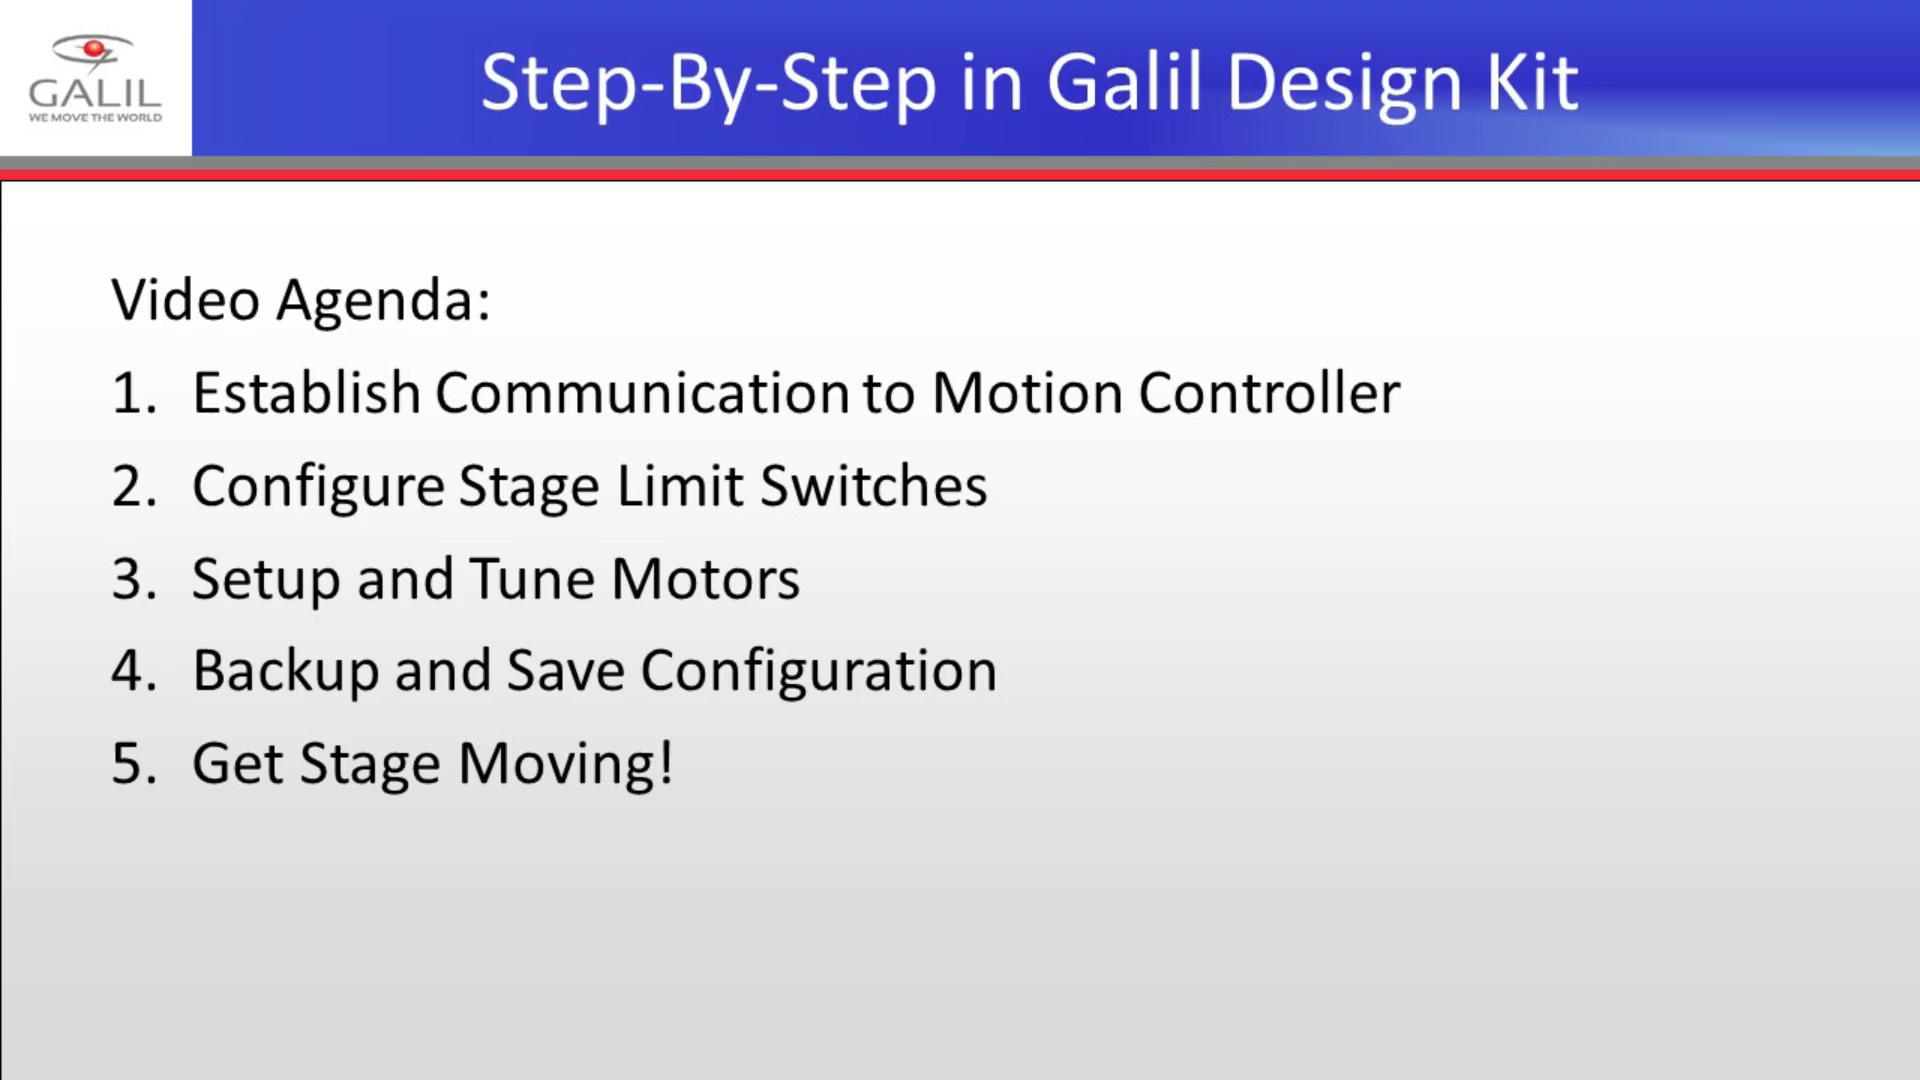 GALIL
WE MOVE THE WORLD
Step-By-Step in Galil Design Kit
Video Agenda:
1. Establish Communication to Motion Controller
2. Configure Stage Limit Switches
3. Setup and Tune Motors
4. Backup and Save Configuration
5. Get Stage Moving!